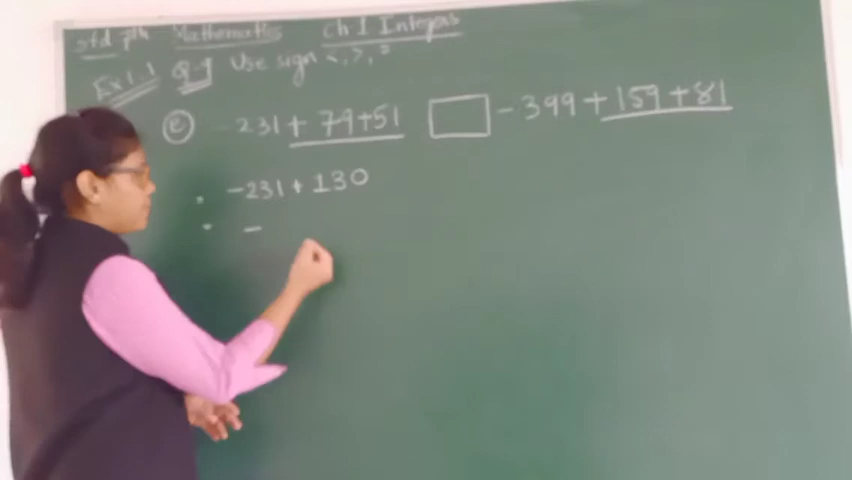 std 7th Mathematics Ch 1 Integers
Ex 1.1 Q-9 Use sign <, >, =
(e) -231 + 79+51 □ -399 + 159 + 81
= -231 + 130
= -